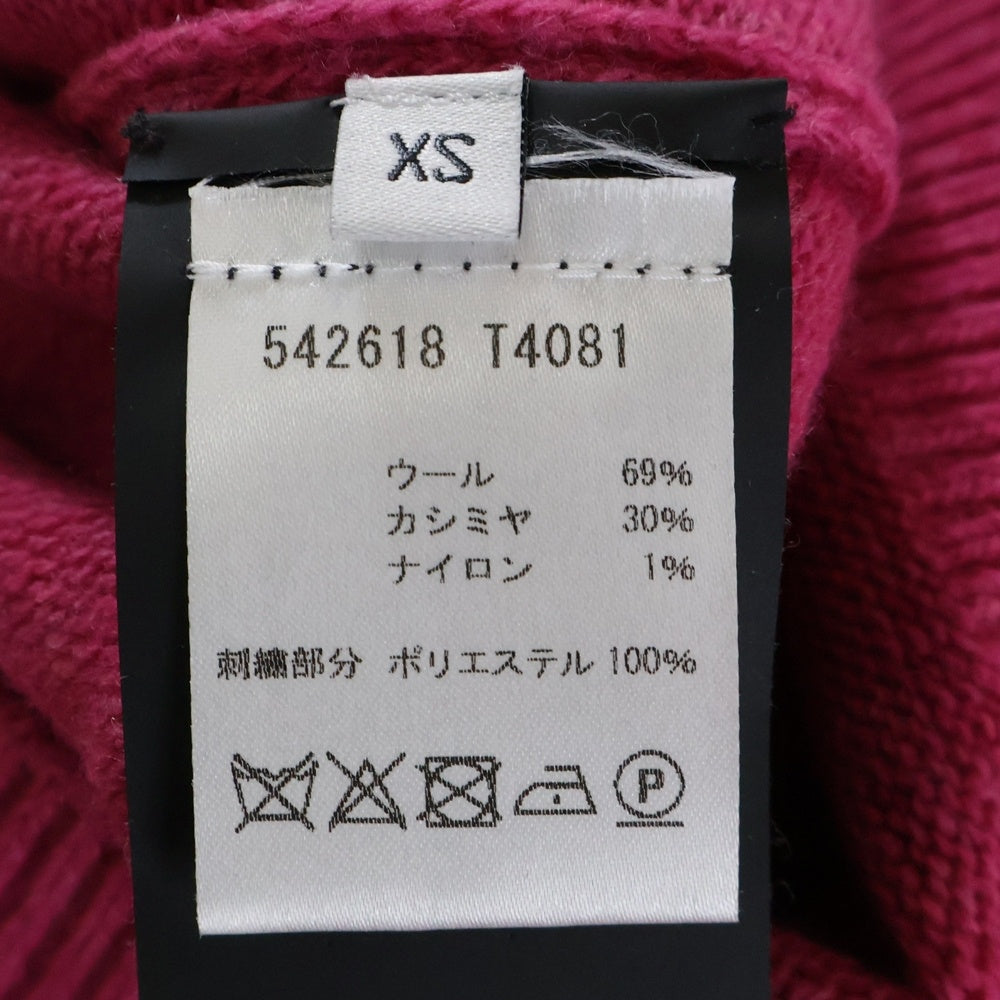 XS
542618 T4081
ウール 69%
カシミヤ 30%
ナイロン 1%
刺繍部分 ポリエステル 100%
P